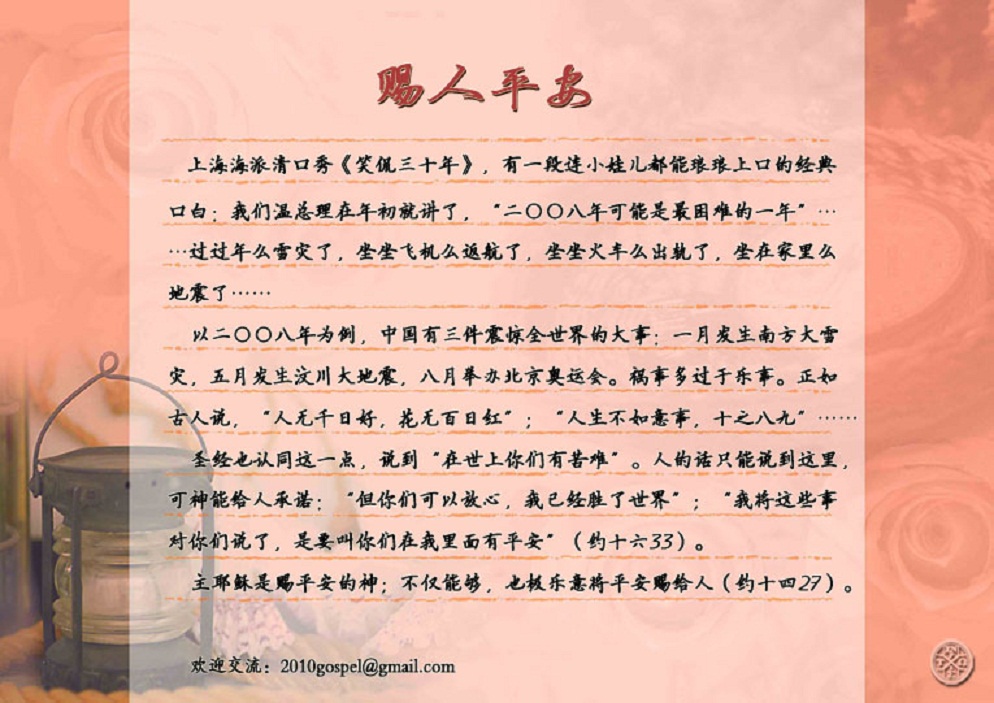 赐人平安
上海海派清口秀《笑侃三十年》，有一段连小娃儿都能琅琅上口的经典
口白：我们温总理在年初就讲了，“二〇〇八年可能是最困难的一年”…
…过过年么雪灾了，坐坐飞机么返航了，坐坐火车么出轨了，坐在家里么
地震了……
以二〇〇八年为例，中国有三件震惊全世界的大事：一月发生南方大雪
灾，五月发生汶川大地震，八月举办北京奥运会。祸事多过于乐事。正如
古人说，“人无千日好，花无百日红”；“人生不如意事，十之八九”……
圣经也认同这一点，说到“在世上你们有苦难”。人的话只能说到这里，
可神能给人承诺：“但你们可以放心，我已经胜了世界”；“我将这些事
对你们说了，是要叫你们在我里面有平安”（约十六33）。
主耶稣是赐平安的神；不仅能够，也极乐意将平安赐给人（约十四27）。
欢迎交流：2010gospel@gmail.com